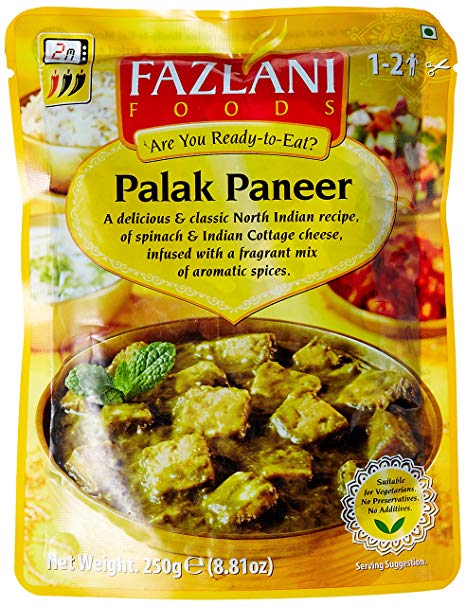 2m
1-2
FAZLANI
FOODS
'Are You Ready-to-Eat?
Palak Paneer
A delicious & classic North Indian recipe,
of spinach & Indian Cottage cheese,
infused with a fragrant mix
of aromatic spices.
Suitable
for Vegetarians.
No Preservatives.
No Additives.
Net Weight. 250g℮(8.81oz)
Serving Suggestion.